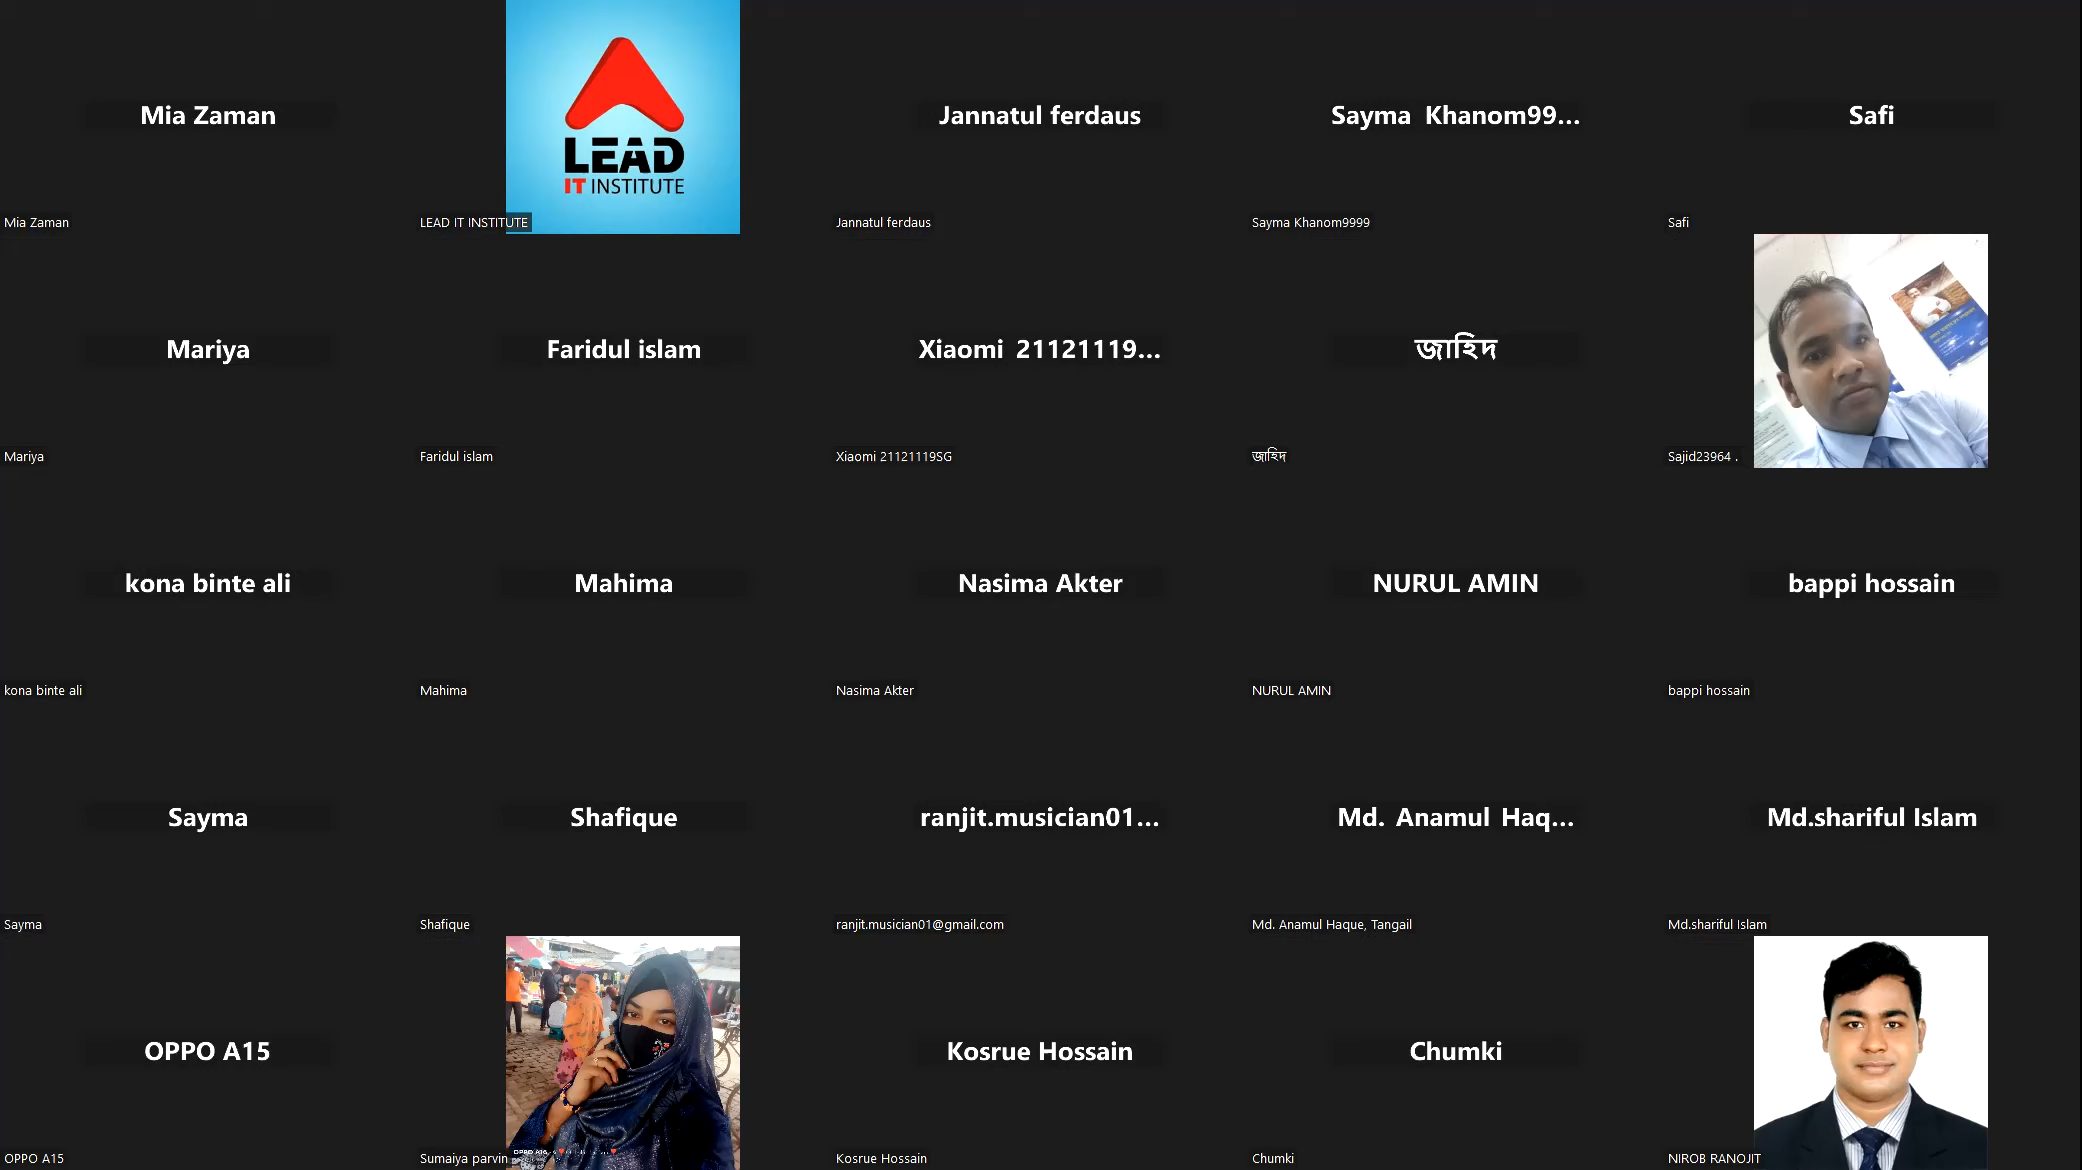 Mia Zaman
LEAD
IT INSTITUTE
Jannatul ferdaus
Sayma Khanom99...
Safi
Mia Zaman
LEAD IT INSTITUTE
Jannatul ferdaus
Sayma Khanom9999
Safi
Mariya
Faridul islam
Xiaomi 21121119...
জাহিদ
Mariya
Faridul islam
Xiaomi 21121119SG
জাহিদ
Sajid23964 .
kona binte ali
Mahima
Nasima Akter
NURUL AMIN
bappi hossain
kona binte ali
Mahima
Nasima Akter
NURUL AMIN
bappi hossain
Sayma
Shafique
ranjit.musician01...
Md. Anamul Haq...
Md.shariful Islam
Sayma
Shafique
ranjit.musician01@gmail.com
Md. Anamul Haque, Tangail
Md.shariful Islam
OPPO A15
Kosrue Hossain
Chumki
OPPO A15
Sumaiya parvin
Kosrue Hossain
Chumki
NIROB RANOJIT